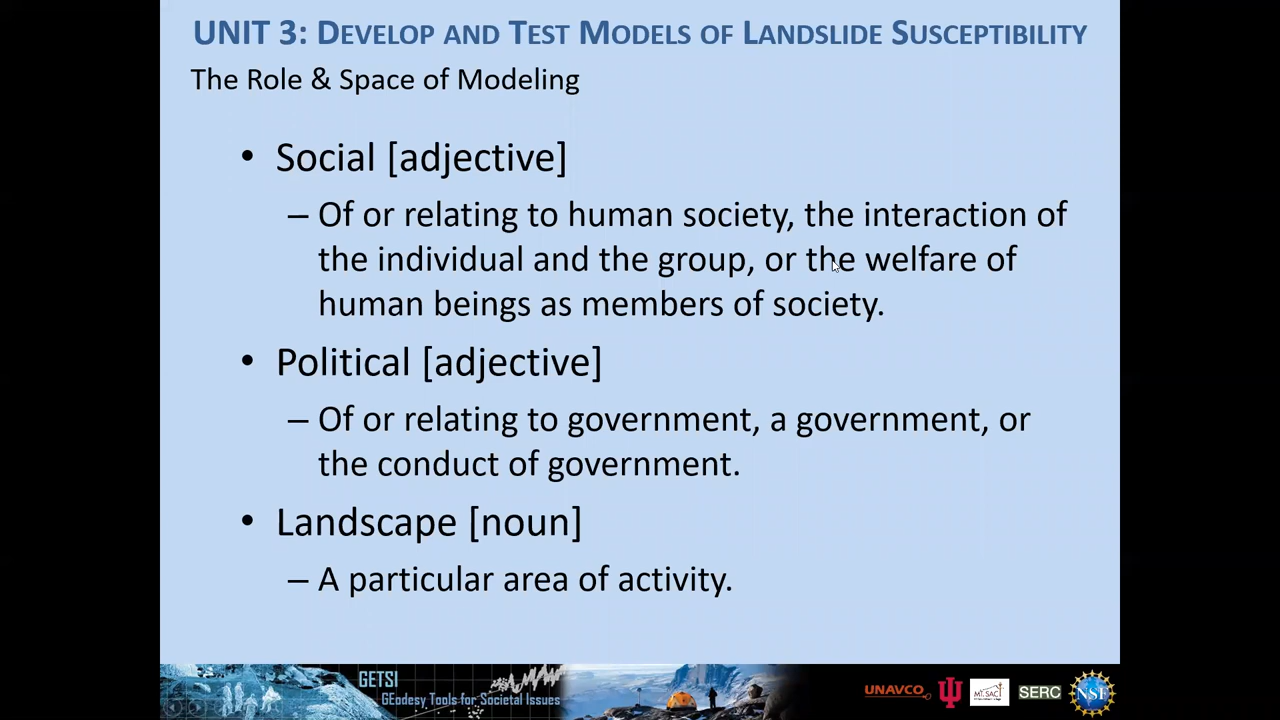 UNIT 3: DEVELOP AND TEST MODELS OF LANDSLIDE SUSCEPTIBILITY
The Role & Space of Modeling
• Social [adjective]
– Of or relating to human society, the interaction of
the individual and the group, or the welfare of
human beings as members of society.
• Political [adjective]
– Of or relating to government, a government, or
the conduct of government.
• Landscape [noun]
– A particular area of activity.
GETSI
GEodesy Tools for Societal Issues
UNAVCO
MT. SAC
SERC
NSF